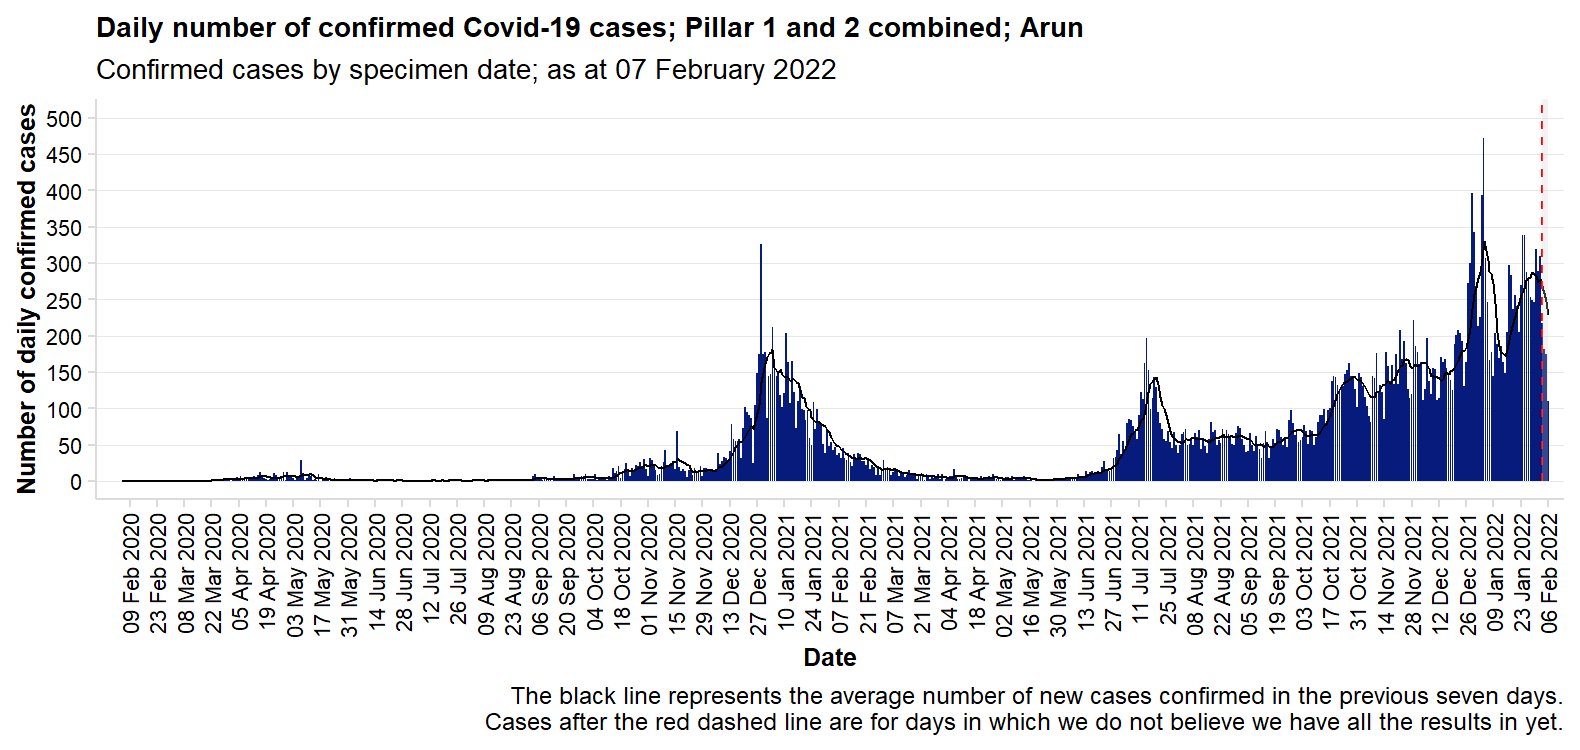 Daily number of confirmed Covid-19 cases; Pillar 1 and 2 combined; Arun
Confirmed cases by specimen date; as at 07 February 2022
Number of daily confirmed cases
500
450
400
350
300
250
200
150
100
50
0
09 Feb 2020
23 Feb 2020
08 Mar 2020
22 Mar 2020
05 Apr 2020
19 Apr 2020
03 May 2020
17 May 2020
31 May 2020
14 Jun 2020
28 Jun 2020
12 Jul 2020
26 Jul 2020
09 Aug 2020
23 Aug 2020
06 Sep 2020
20 Sep 2020
04 Oct 2020
18 Oct 2020
01 Nov 2020
15 Nov 2020
29 Nov 2020
13 Dec 2020
27 Dec 2020
10 Jan 2021
24 Jan 2021
07 Feb 2021
21 Feb 2021
07 Mar 2021
21 Mar 2021
04 Apr 2021
18 Apr 2021
02 May 2021
16 May 2021
30 May 2021
13 Jun 2021
27 Jun 2021
11 Jul 2021
25 Jul 2021
08 Aug 2021
22 Aug 2021
05 Sep 2021
19 Sep 2021
03 Oct 2021
17 Oct 2021
31 Oct 2021
14 Nov 2021
28 Nov 2021
12 Dec 2021
26 Dec 2021
09 Jan 2022
23 Jan 2022
06 Feb 2022
Date
The black line represents the average number of new cases confirmed in the previous seven days.
Cases after the red dashed line are for days in which we do not believe we have all the results in yet.